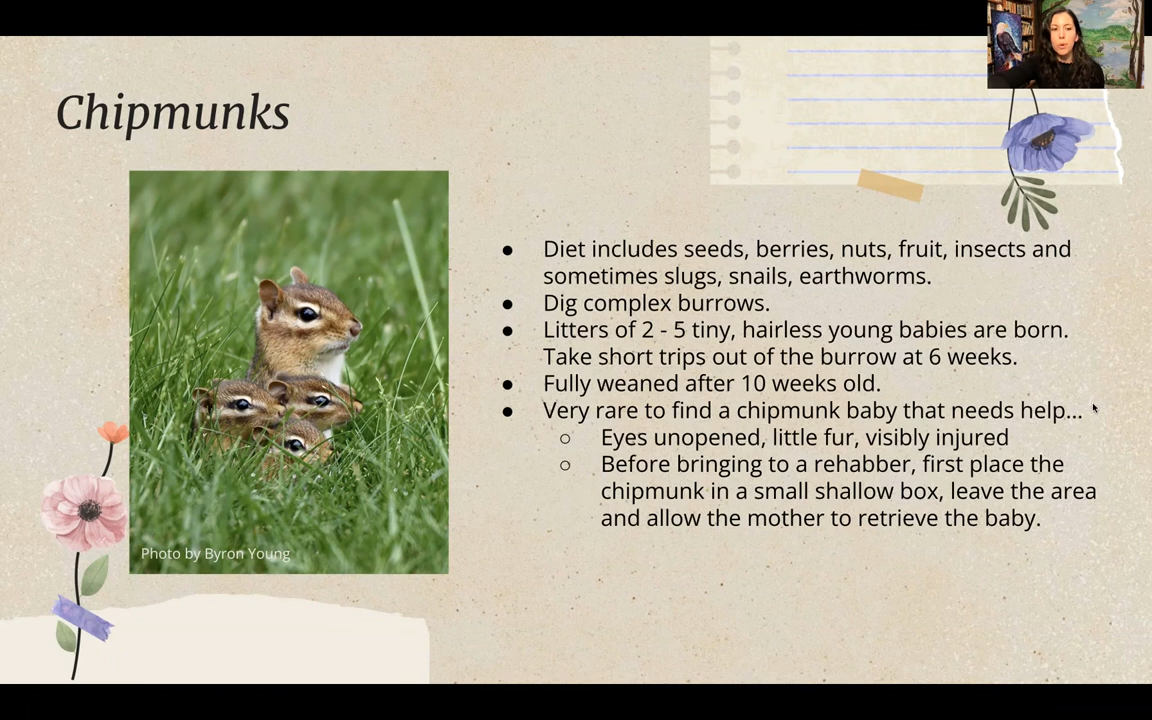 Chipmunks
● Diet includes seeds, berries, nuts, fruit, insects and
sometimes slugs, snails, earthworms.
● Dig complex burrows.
● Litters of 2 - 5 tiny, hairless young babies are born.
Take short trips out of the burrow at 6 weeks.
● Fully weaned after 10 weeks old.
● Very rare to find a chipmunk baby that needs help...
○ Eyes unopened, little fur, visibly injured
○ Before bringing to a rehabber, first place the
chipmunk in a small shallow box, leave the area
and allow the mother to retrieve the baby.
Photo by Byron Young